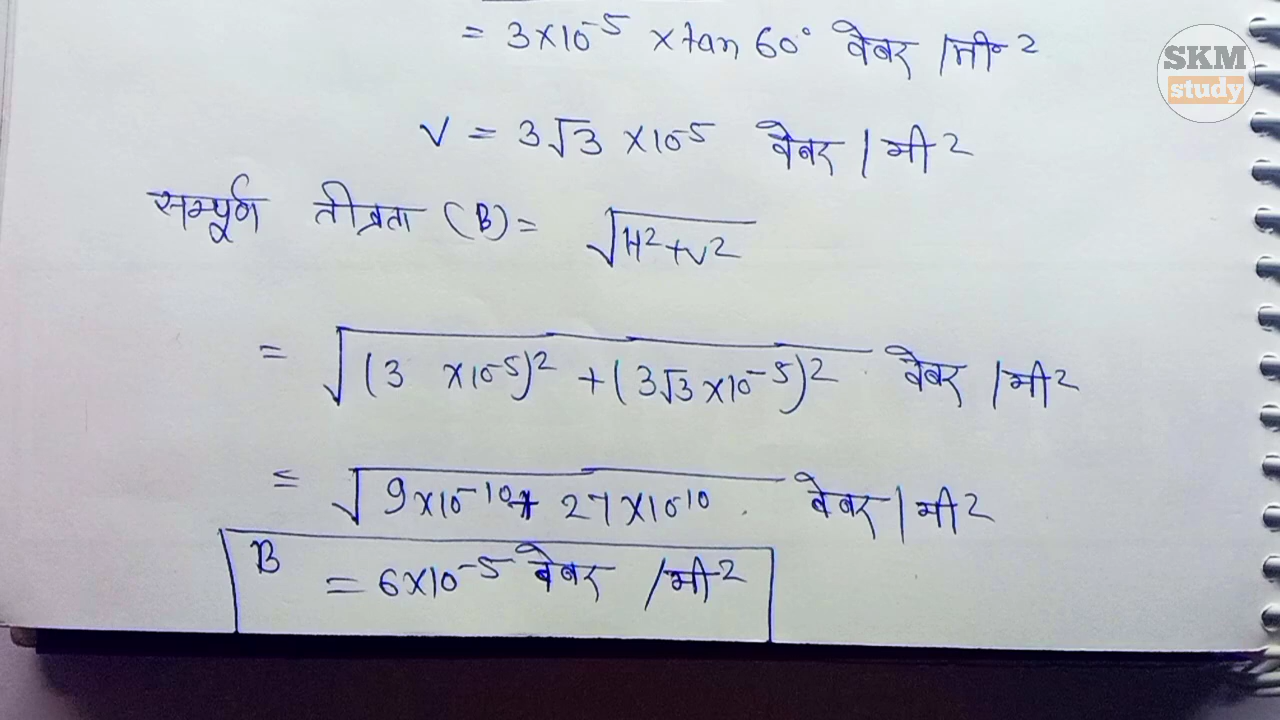 = 3×10⁻⁵ × tan 60° वेबर /मी०²
SKM
study
V = 3√3 ×10⁻⁵ वेबर / मी²
सम्पूर्ण तीव्रता (B) = √H²+V²
= √(3 ×10⁻⁵)² + (3√3×10⁻⁵)² वेबर /मी²
= √9×10⁻¹⁰ + 27×10⁻¹⁰ . वेबर / मी²
B = 6×10⁻⁵ वेबर /मी²